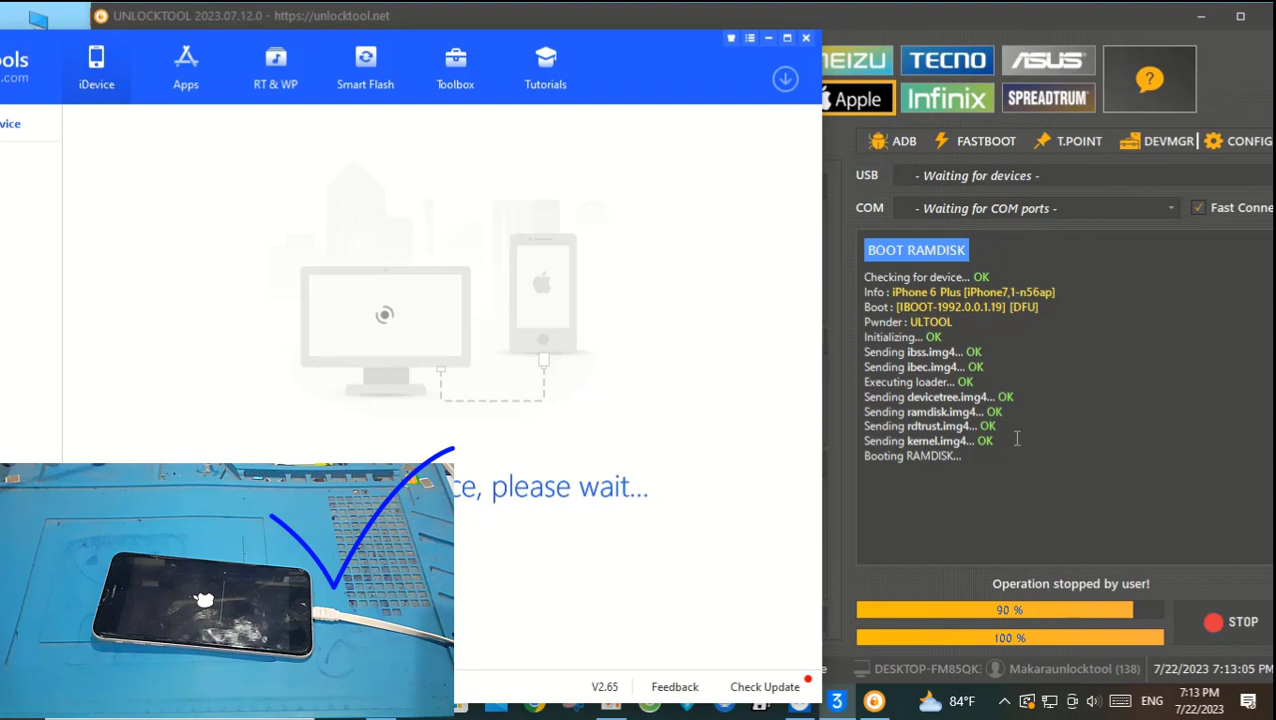 UNLOCKTOOL 2023.07.12.0 - https://unlocktool.net
ools
.com
iDevice
Apps
RT & WP
Smart Flash
Toolbox
Tutorials
vice
ce, please wait...
V2.65
Feedback
Check Update
EIZU
TECNO
ASUS
Apple
Infinix
SPREADTRUM
?
ADB
FASTBOOT
T.POINT
DEVMGR
CONFIG
USB
- Waiting for devices -
COM
- Waiting for COM ports -
Fast Conne
BOOT RAMDISK
Checking for device... OK
Info : iPhone 6 Plus [iPhone7,1-n56ap]
Boot : [IBOOT-1992.0.0.1.19] [DFU]
Pwnder : ULTOOL
Initializing... OK
Sending ibss.img4... OK
Sending ibec.img4... OK
Executing loader... OK
Sending devicetree.img4... OK
Sending ramdisk.img4... OK
Sending rdtrust.img4... OK
Sending kernel.img4... OK
Booting RAMDISK...
Operation stopped by user!
90 %
100 %
STOP
e
DESKTOP-FM85QK:
Makaraunlocktool (138)
7/22/2023 7:13:05 PM
3
84°F
ENG
7:13 PM
7/22/2023